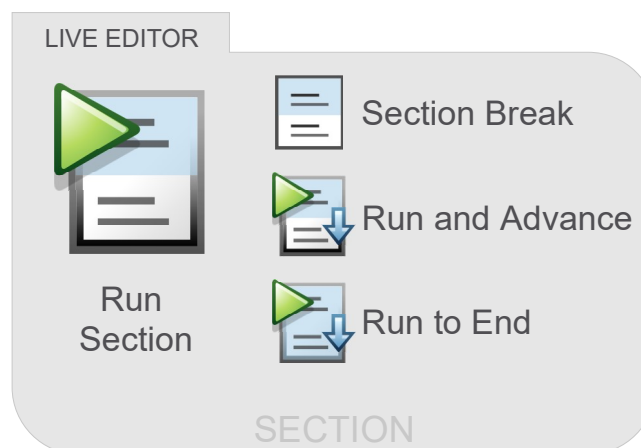 LIVE EDITOR
Run
Section
Section Break
Run and Advance
Run to End
SECTION